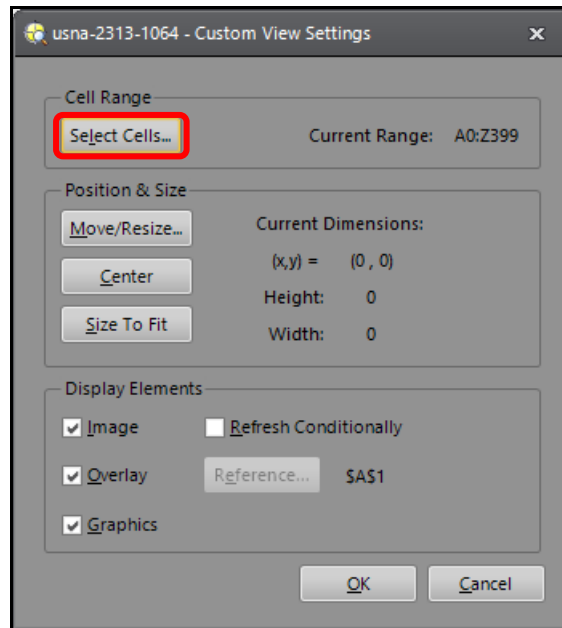 usna-2313-1064 - Custom View Settings
Cell Range
Select Cells... Current Range: A0:Z399
Position & Size
Move/Resize... Current Dimensions:
(x,y) = (0 , 0)
Center
Height: 0
Size To Fit
Width: 0
Display Elements
Image Refresh Conditionally
Overlay Reference... $A$1
Graphics
OK Cancel